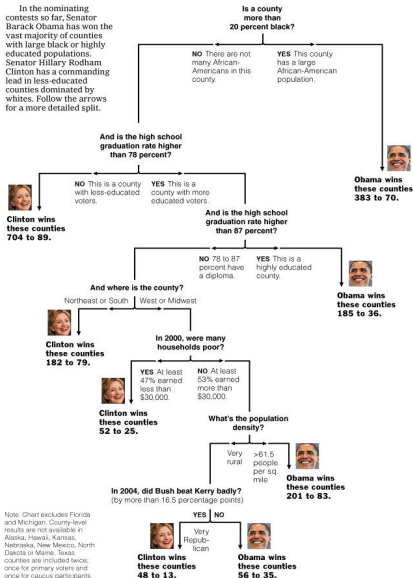 In the nominating
contests so far, Senator
Barack Obama has won the
vast majority of counties
with large black or highly
educated populations.
Senator Hillary Rodham
Clinton has a commanding
lead in less-educated
counties dominated by
whites. Follow the arrows
for a more detailed split.
Is a county
more than
20 percent black?
NO There are not
many African-
Americans in this
county.
YES This county
has a large
African-American
population.
And is the high school
graduation rate higher
than 78 percent?
Obama wins
these counties
383 to 70.
NO This is a county
with less-educated
voters.
YES This is a
county with more
educated voters.
Clinton wins
these counties
704 to 89.
And is the high school
graduation rate higher
than 87 percent?
NO 78 to 87
percent have
a diploma.
YES This is a
highly educated
county.
And where is the county?
Northeast or South
West or Midwest
Obama wins
these counties
185 to 36.
Clinton wins
these counties
182 to 79.
In 2000, were many
households poor?
YES At least
47% earned
less than
$30,000.
NO At least
53% earned
more than
$30,000.
Clinton wins
these counties
52 to 25.
What's the population
density?
Very
rural
>61.5
people
per sq.
mile
Obama wins
these counties
201 to 83.
In 2004, did Bush beat Kerry badly?
(by more than 16.5 percentage points)
YES
NO
Very
Repub-
lican
Clinton wins
these counties
48 to 13.
Obama wins
these counties
56 to 35.
Note: Chart excludes Florida
and Michigan. County-level
results are not available in
Alaska, Hawaii, Kansas,
Nebraska, New Mexico, North
Dakota or Maine. Texas
counties are included twice;
once for primary voters and
once for caucus participants.